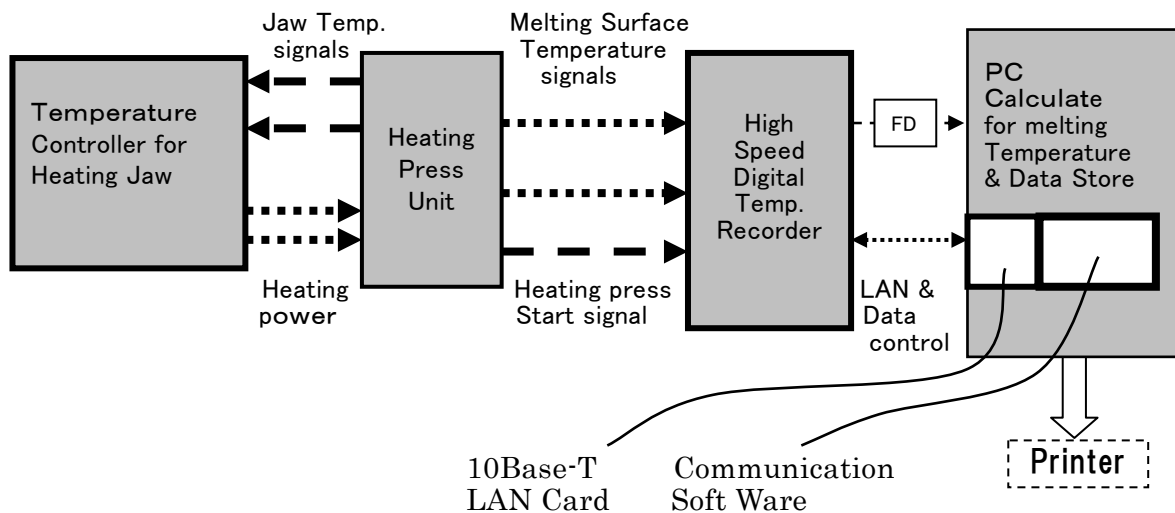 Jaw Temp.
signals
Melting Surface
Temperature
signals
Temperature
Controller for
Heating Jaw
Heating
Press
Unit
High
Speed
Digital
Temp.
Recorder
FD
PC
Calculate
for melting
Temperature
& Data Store
Heating
power
Heating press
Start signal
LAN &
Data
control
10Base-T
LAN Card
Communication
Soft Ware
Printer